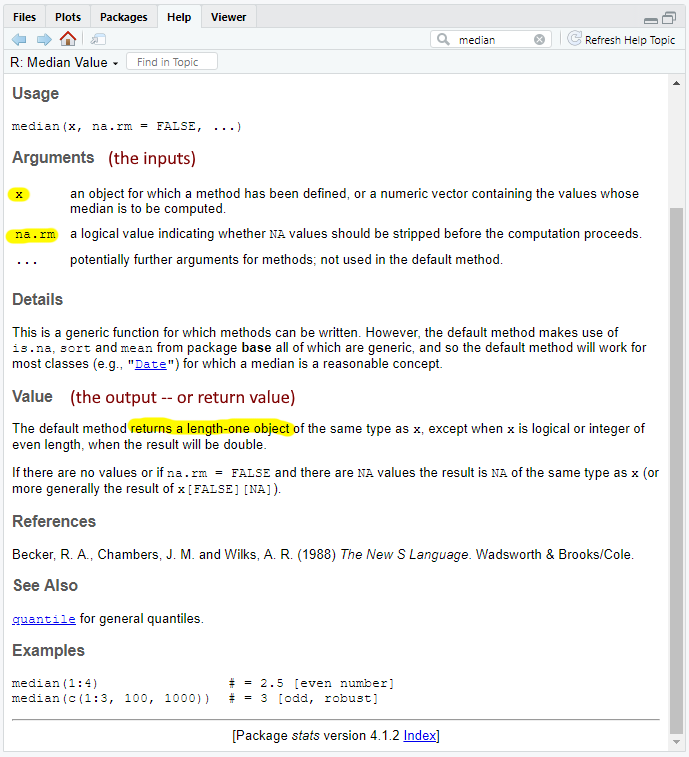 Files Plots Packages Help Viewer
median Refresh Help Topic
R: Median Value Find in Topic
Usage
median(x, na.rm = FALSE, ...)
Arguments (the inputs)
x an object for which a method has been defined, or a numeric vector containing the values whose
median is to be computed.
na.rm a logical value indicating whether NA values should be stripped before the computation proceeds.
... potentially further arguments for methods; not used in the default method.
Details
This is a generic function for which methods can be written. However, the default method makes use of
is.na, sort and mean from package base all of which are generic, and so the default method will work for
most classes (e.g., "Date") for which a median is a reasonable concept.
Value (the output -- or return value)
The default method returns a length-one object of the same type as x, except when x is logical or integer of
even length, when the result will be double.
If there are no values or if na.rm = FALSE and there are NA values the result is NA of the same type as x (or
more generally the result of x[FALSE][NA]).
References
Becker, R. A., Chambers, J. M. and Wilks, A. R. (1988) The New S Language. Wadsworth & Brooks/Cole.
See Also
quantile for general quantiles.
Examples
median(1:4) # = 2.5 [even number]
median(c(1:3, 100, 1000)) # = 3 [odd, robust]
[Package stats version 4.1.2 Index]